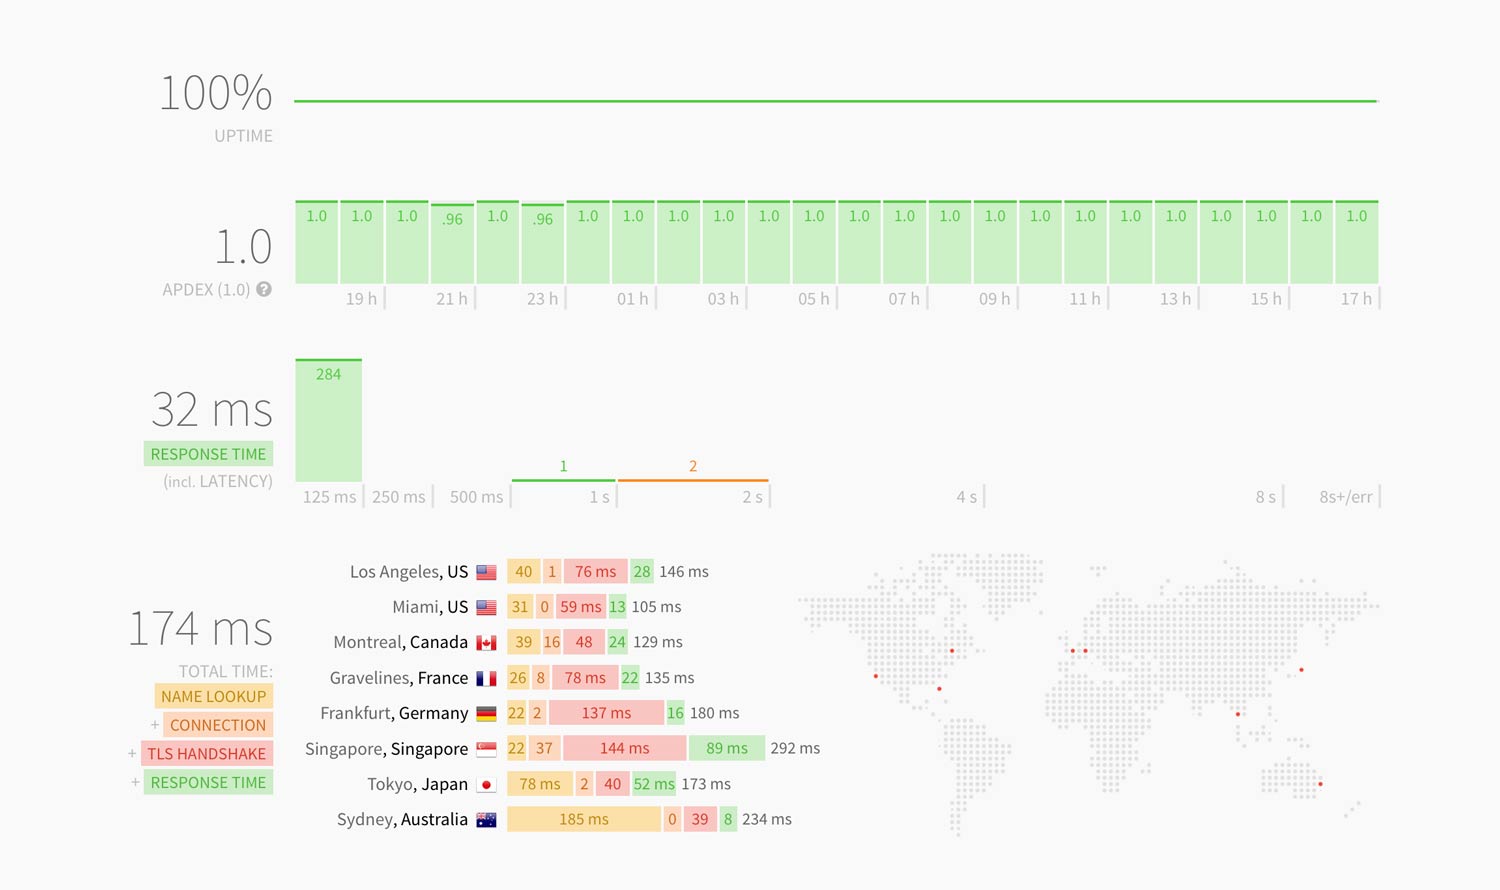 100%
UPTIME
1.0 1.0 1.0 .96 1.0 .96 1.0 1.0 1.0 1.0 1.0 1.0 1.0 1.0 1.0 1.0 1.0 1.0 1.0 1.0 1.0 1.0 1.0 1.0
1.0
APDEX (1.0) ?
19 h 21 h 23 h 01 h 03 h 05 h 07 h 09 h 11 h 13 h 15 h 17 h
284
32 ms
RESPONSE TIME
(incl. LATENCY)
1 2
125 ms 250 ms 500 ms 1 s 2 s 4 s 8 s 8s+/err
174 ms
TOTAL TIME:
NAME LOOKUP
+ CONNECTION
+ TLS HANDSHAKE
+ RESPONSE TIME
Los Angeles, US 40 1 76 ms 28 146 ms
Miami, US 31 0 59 ms 13 105 ms
Montreal, Canada 39 16 48 24 129 ms
Gravelines, France 26 8 78 ms 22 135 ms
Frankfurt, Germany 22 2 137 ms 16 180 ms
Singapore, Singapore 22 37 144 ms 89 ms 292 ms
Tokyo, Japan 78 ms 2 40 52 ms 173 ms
Sydney, Australia 185 ms 0 39 8 234 ms